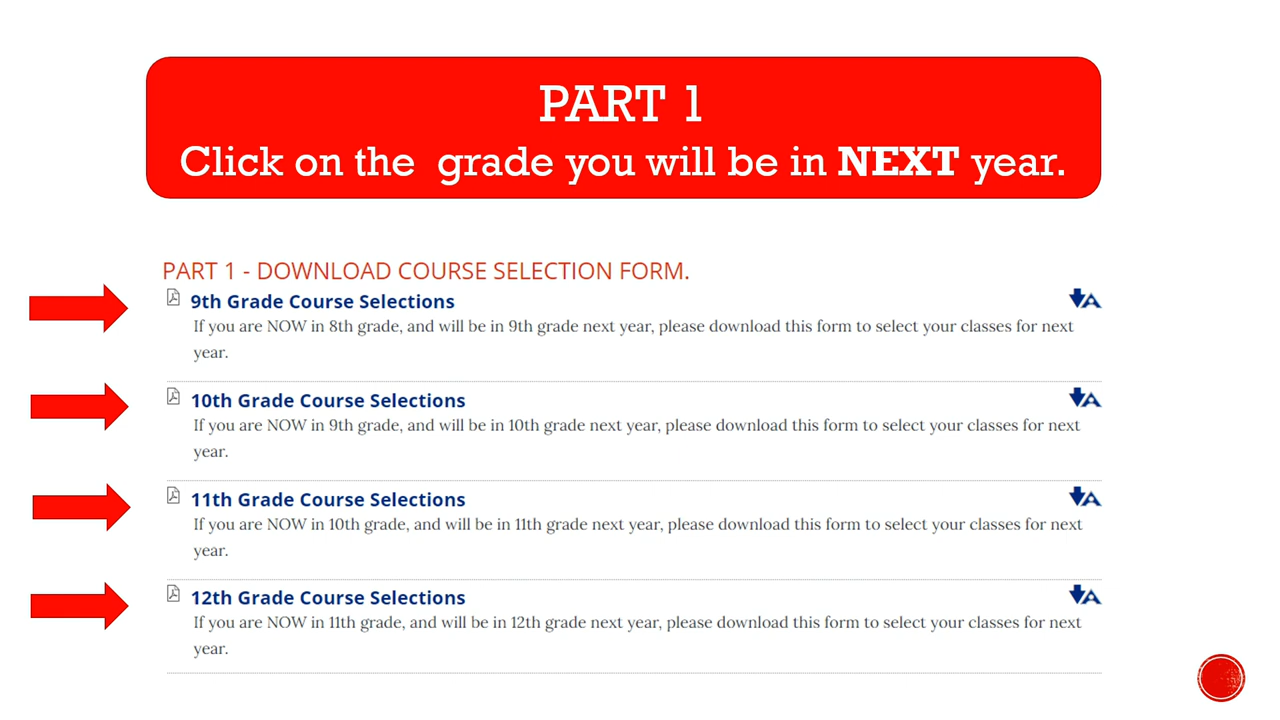 PART 1
Click on the grade you will be in NEXT year.
PART 1 - DOWNLOAD COURSE SELECTION FORM.
9th Grade Course Selections
If you are NOW in 8th grade, and will be in 9th grade next year, please download this form to select your classes for next
year.
10th Grade Course Selections
If you are NOW in 9th grade, and will be in 10th grade next year, please download this form to select your classes for next
year.
11th Grade Course Selections
If you are NOW in 10th grade, and will be in 11th grade next year, please download this form to select your classes for next
year.
12th Grade Course Selections
If you are NOW in 11th grade, and will be in 12th grade next year, please download this form to select your classes for next
year.